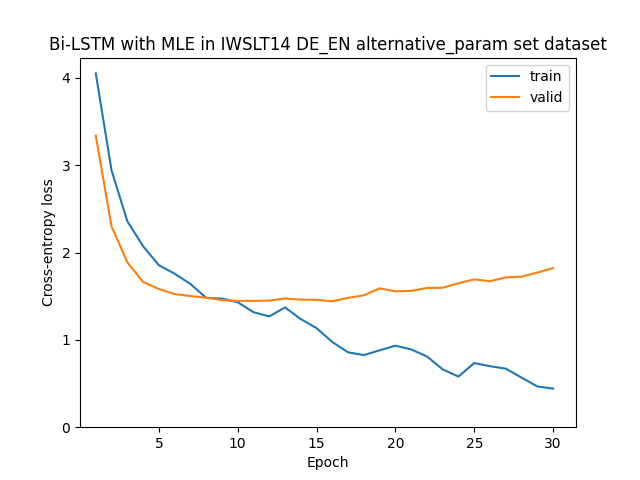 Bi-LSTM with MLE in IWSLT14 DE_EN alternative_param set dataset
train
valid
Cross-entropy loss
4
3
2
1
0
5
10
15
20
25
30
Epoch